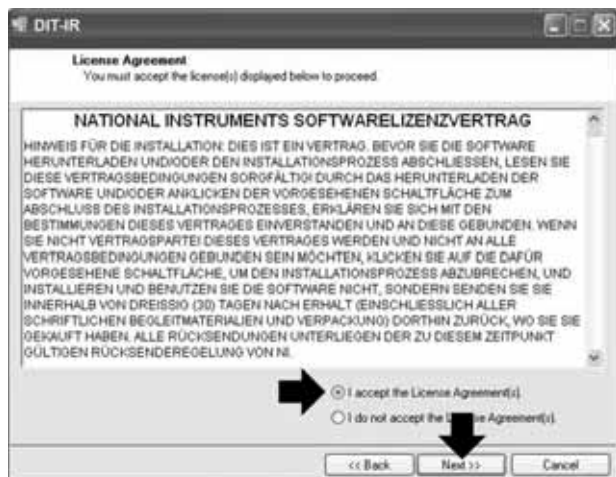 DIT-IR
License Agreement
You must accept the license(s) displayed below to proceed.
NATIONAL INSTRUMENTS SOFTWARELIZENZVERTRAG
HINWEIS FÜR DIE INSTALLATION: DIES IST EIN VERTRAG. BEVOR SIE DIE SOFTWARE
HERUNTERLADEN UND/ODER DEN INSTALLATIONSPROZESS ABSCHLIESSEN, LESEN SIE
DIESE VERTRAGSBEDINGUNGEN SORGFÄLTIG! DURCH DAS HERUNTERLADEN DER
SOFTWARE UND/ODER ANKLICKEN DER VORGESEHENEN SCHALTFLÄCHE ZUM
ABSCHLUSS DES INSTALLATIONSPROZESSES, ERKLÄREN SIE SICH MIT DEN
BESTIMMUNGEN DIESES VERTRAGES EINVERSTANDEN UND AN DIESE GEBUNDEN. WENN
SIE NICHT VERTRAGSPARTEI DIESES VERTRAGES WERDEN UND NICHT AN ALLE
VERTRAGSBEDINGUNGEN GEBUNDEN SEIN MÖCHTEN, KLICKEN SIE AUF DIE DAFÜR
VORGESEHENE SCHALTFLÄCHE, UM DEN INSTALLATIONSPROZESS ABZUBRECHEN, UND
INSTALLIEREN UND BENUTZEN SIE DIE SOFTWARE NICHT, SONDERN SENDEN SIE SIE
INNERHALB VON DREISSIG (30) TAGEN NACH ERHALT (EINSCHLIESSLICH ALLER
SCHRIFTLICHEN BEGLEITMATERIALIEN UND VERPACKUNG) DORTHIN ZURÜCK, WO SIE SIE
GEKAUFT HABEN. ALLE RÜCKSENDUNGEN UNTERLIEGEN DER ZU DIESEM ZEITPUNKT
GÜLTIGEN RÜCKSENDEREGELUNG VON NI.
I accept the License Agreement(s).
I do not accept the License Agreement(s).
<< Back
Next >>
Cancel